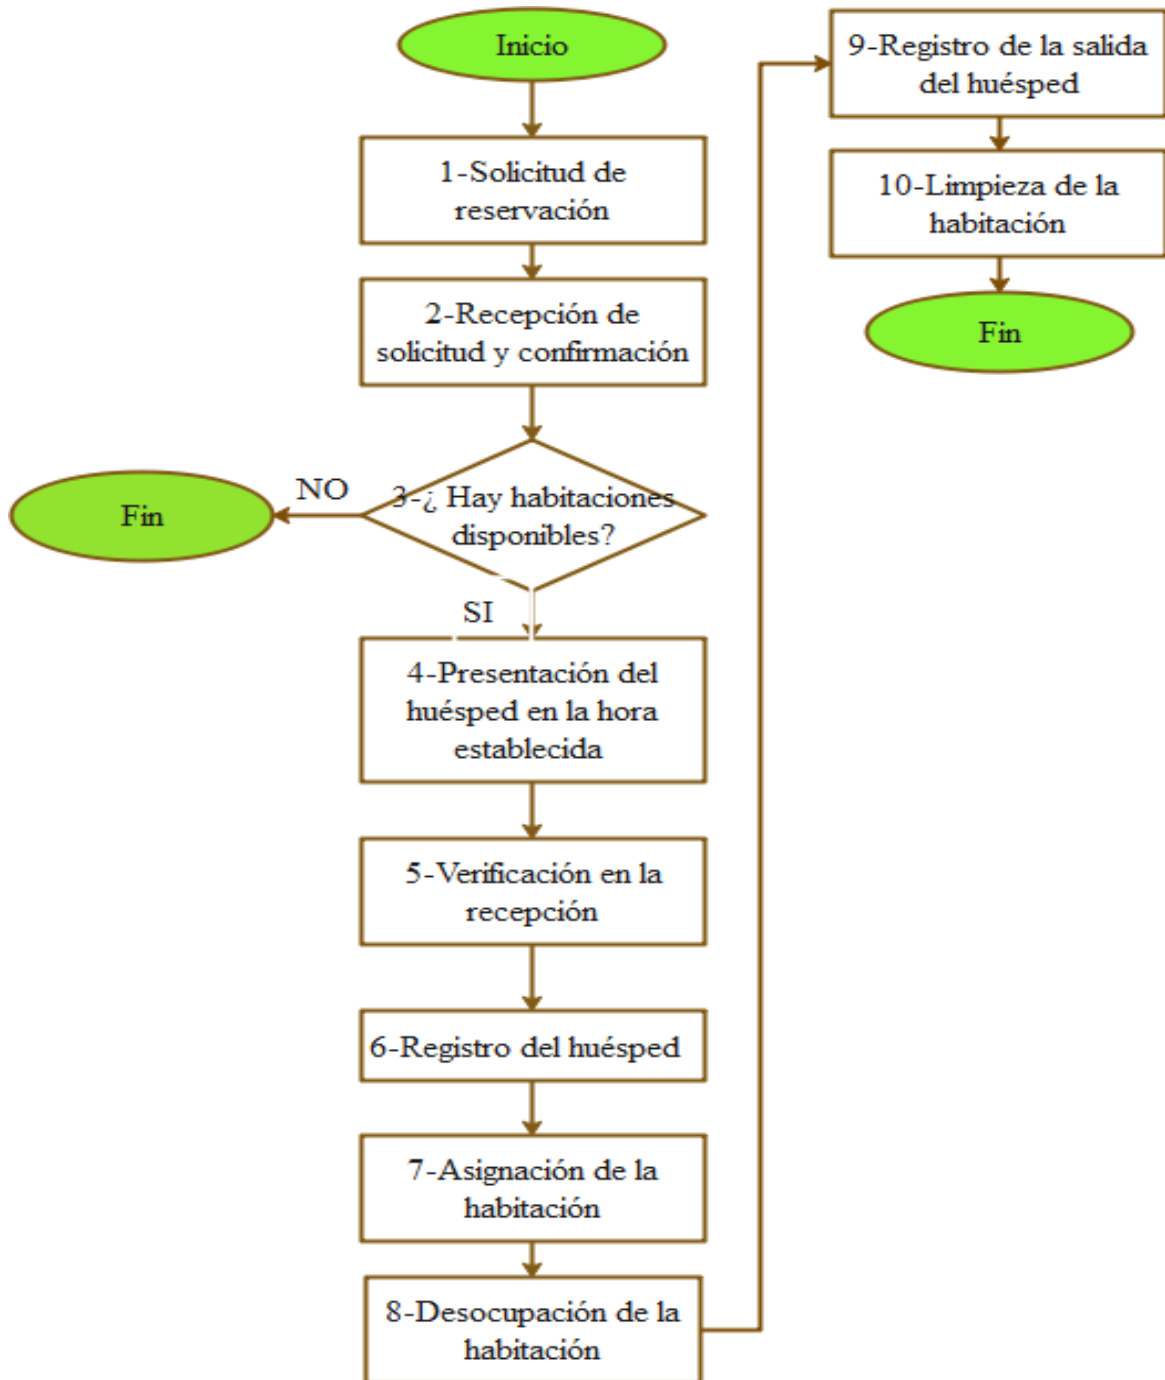 Inicio
1-Solicitud de
reservación
2-Recepción de
solicitud y confirmación
3-¿ Hay habitaciones
disponibles?
NO
Fin
SI
4-Presentación del
huésped en la hora
establecida
5-Verificación en la
recepción
6-Registro del huésped
7-Asignación de la
habitación
8-Desocupación de la
habitación
9-Registro de la salida
del huésped
10-Limpieza de la
habitación
Fin